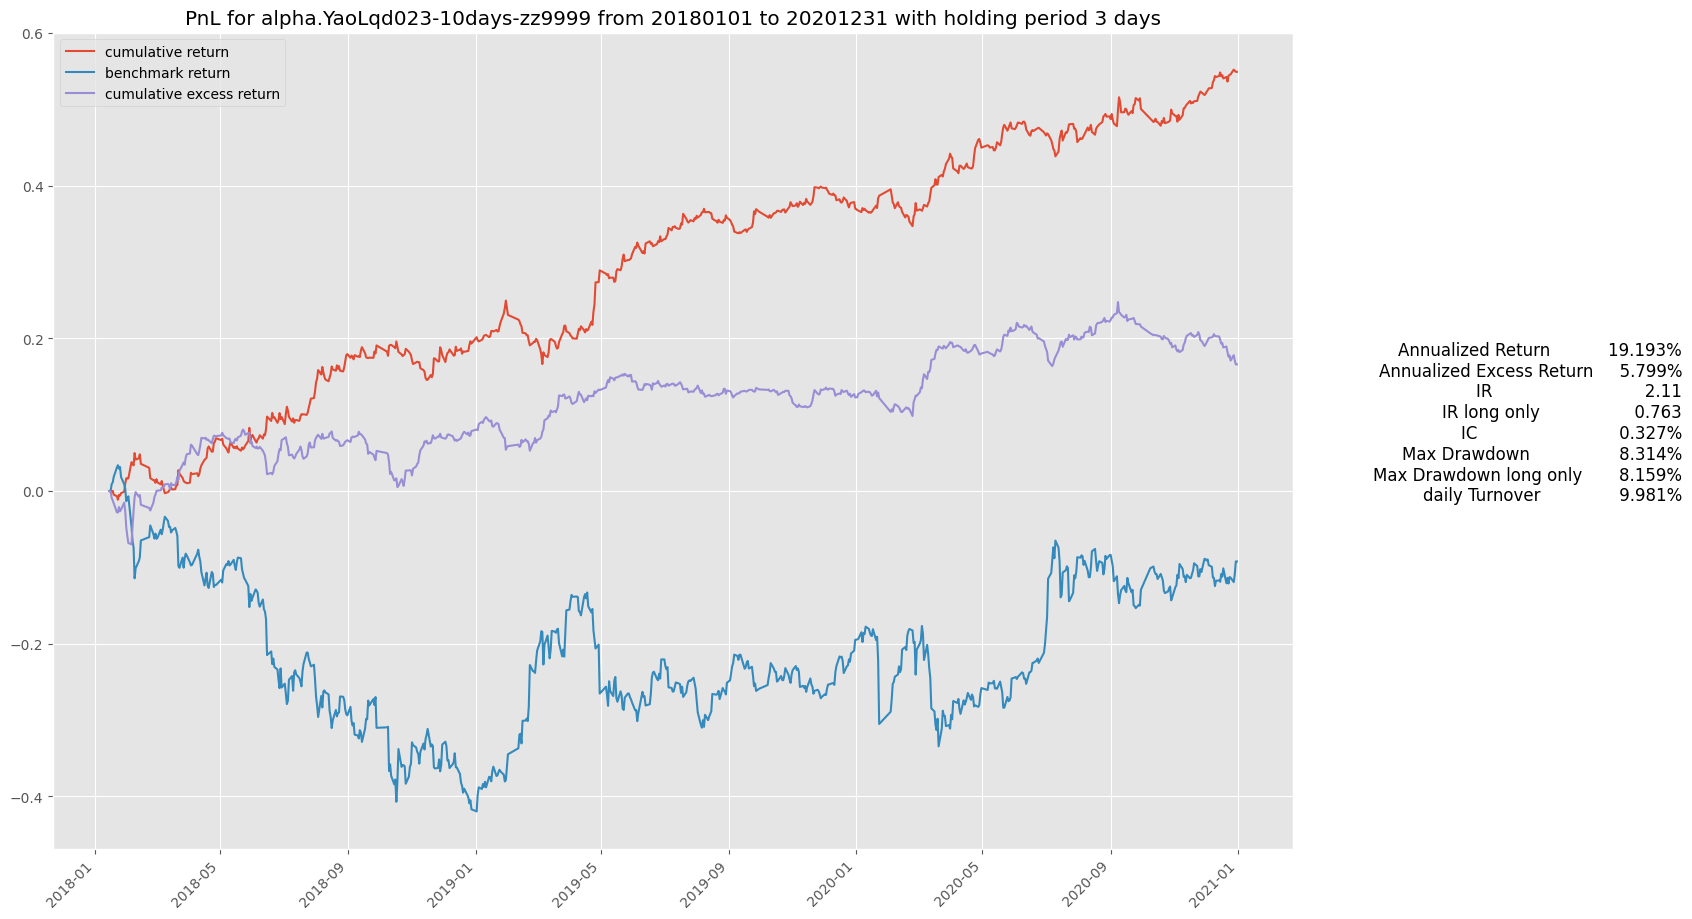 PnL for alpha.YaoLqd023-10days-zz9999 from 20180101 to 20201231 with holding period 3 days
cumulative return
benchmark return
cumulative excess return
0.6
0.4
0.2
0.0
−0.2
−0.4
2018-01
2018-05
2018-09
2019-01
2019-05
2019-09
2020-01
2020-05
2020-09
2021-01
Annualized Return 19.193%
Annualized Excess Return 5.799%
IR 2.11
IR long only 0.763
IC 0.327%
Max Drawdown 8.314%
Max Drawdown long only 8.159%
daily Turnover 9.981%